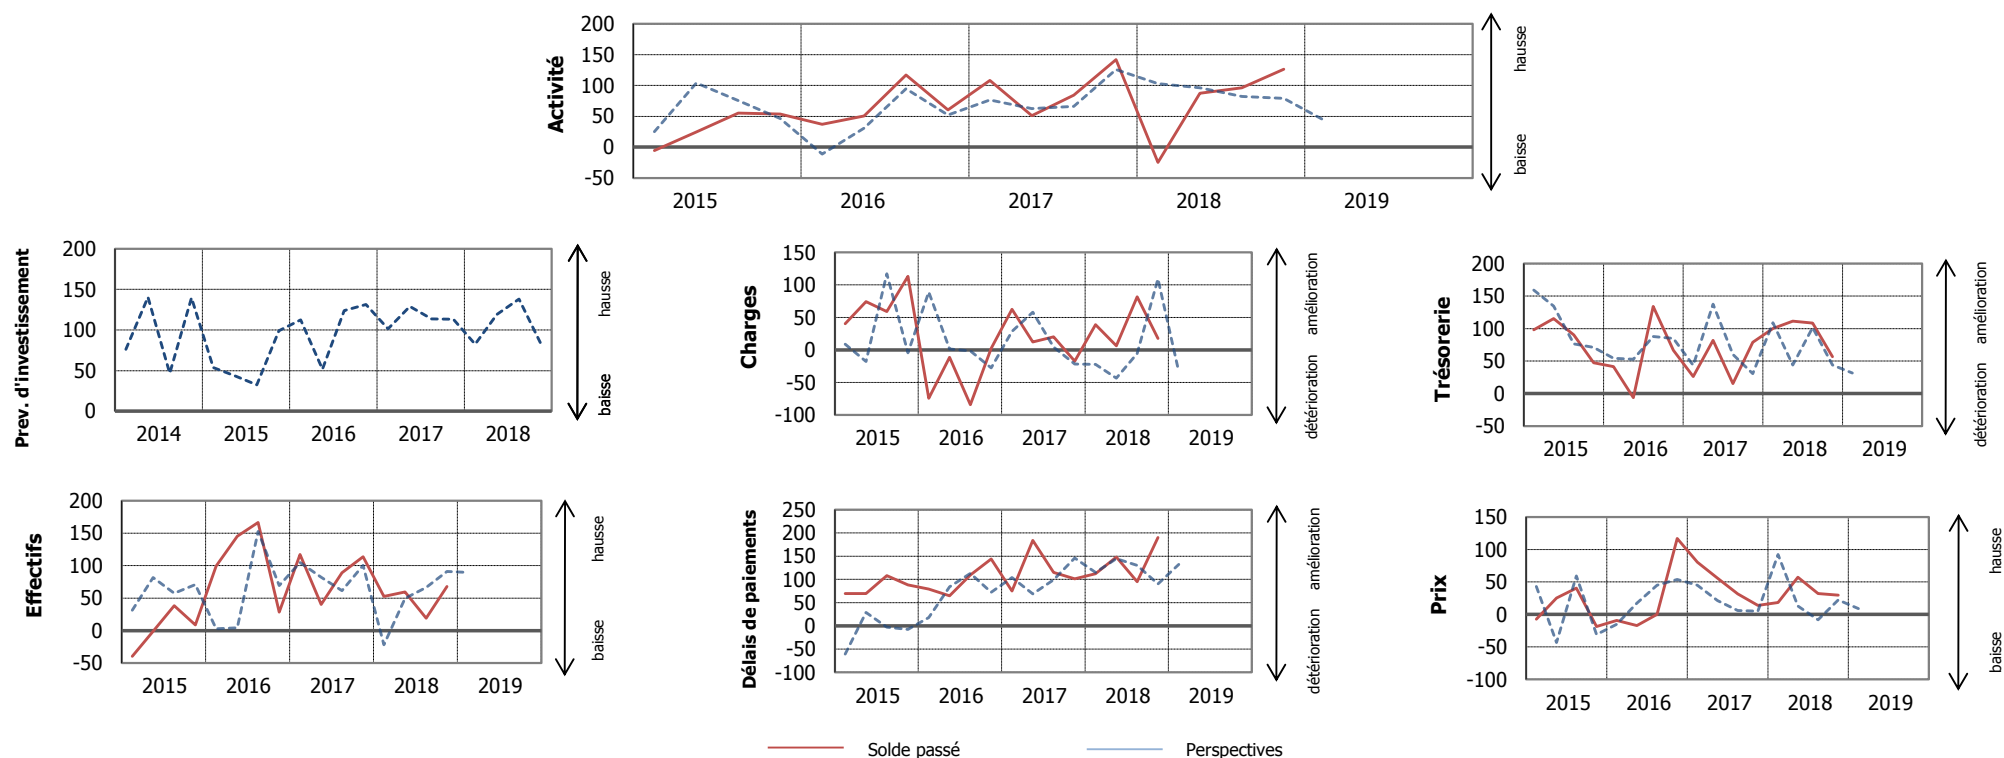 Activité
200
150
100
50
0
-50
2015 2016 2017 2018 2019
hausse
baisse
Prev. d'investissement
200
150
100
50
0
2014 2015 2016 2017 2018
hausse
baisse
Charges
150
100
50
0
-50
-100
2015 2016 2017 2018 2019
amélioration
détérioration
Trésorerie
200
150
100
50
0
-50
2015 2016 2017 2018 2019
amélioration
détérioration
Effectifs
200
150
100
50
0
-50
2015 2016 2017 2018 2019
hausse
baisse
Délais de paiements
250
200
150
100
50
0
-50
-100
2015 2016 2017 2018 2019
amélioration
détérioration
Prix
150
100
50
0
-50
-100
2015 2016 2017 2018 2019
hausse
baisse
Solde passé
Perspectives